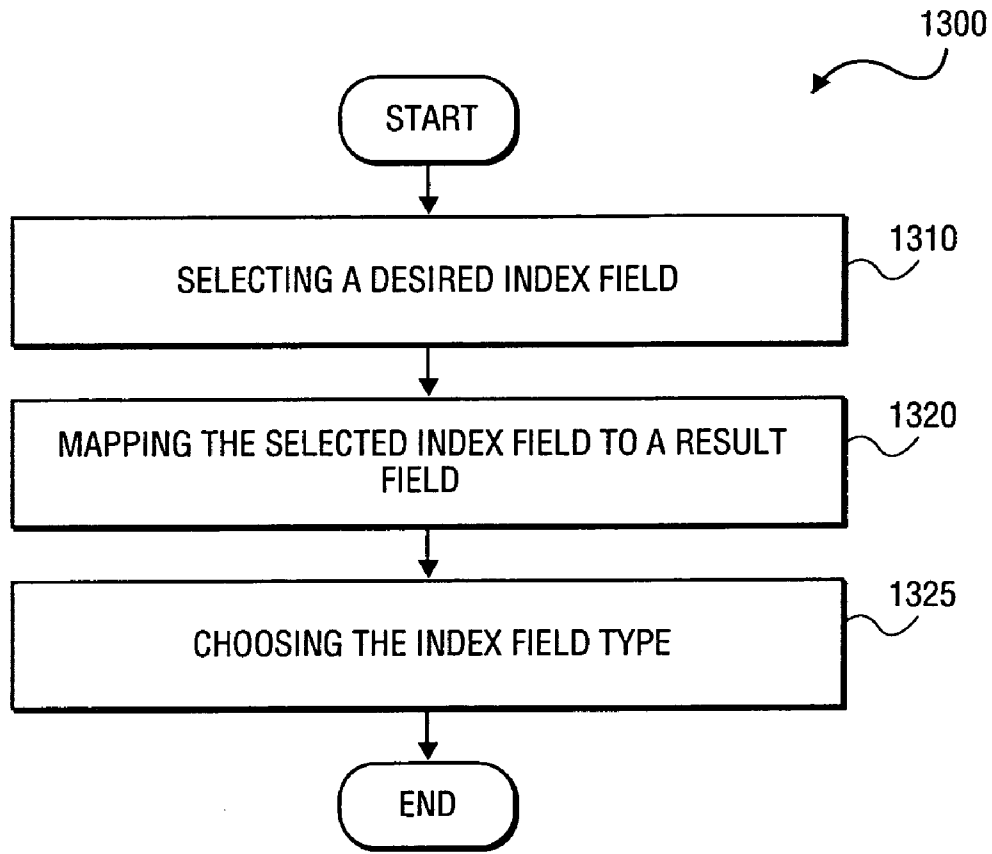 1300
START
1310
SELECTING A DESIRED INDEX FIELD
1320
MAPPING THE SELECTED INDEX FIELD TO A RESULT
FIELD
1325
CHOOSING THE INDEX FIELD TYPE
END